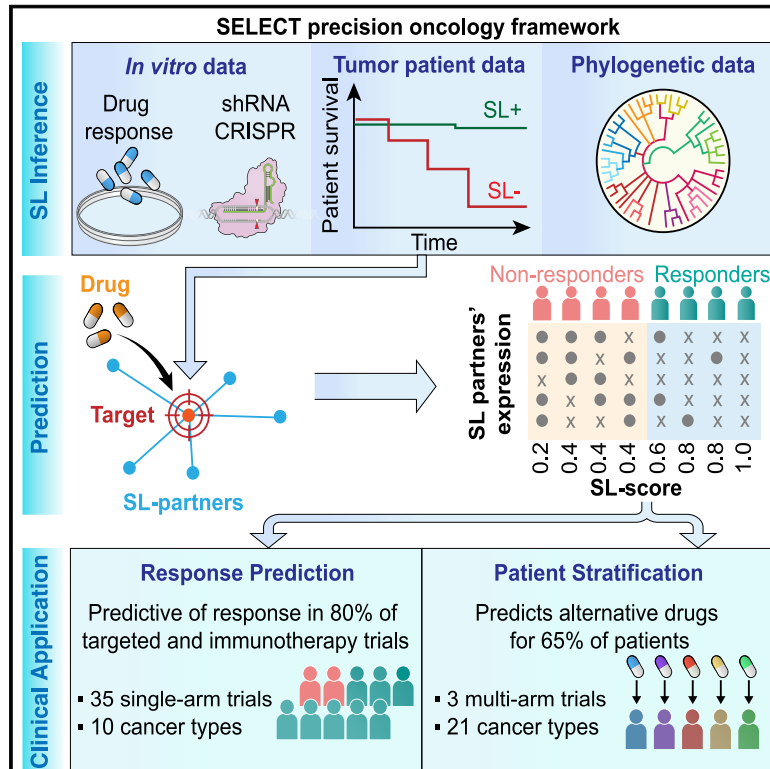 SELECT precision oncology framework
SL Inference
In vitro data
Tumor patient data
Phylogenetic data
Drug
response
shRNA
CRISPR
Patient survival
SL+
SL-
Time
Prediction
Drug
Target
SL-partners
Non-responders
Responders
SL partners'
expression
x x x x
x x x
x x x x x
x x x x
x x x x
0.2 0.4 0.4 0.4 0.6 0.8 0.8 1.0
SL-score
Clinical Application
Response Prediction
Predictive of response in 80% of
targeted and immunotherapy trials
▪ 35 single-arm trials
▪ 10 cancer types
Patient Stratification
Predicts alternative drugs
for 65% of patients
▪ 3 multi-arm trials
▪ 21 cancer types